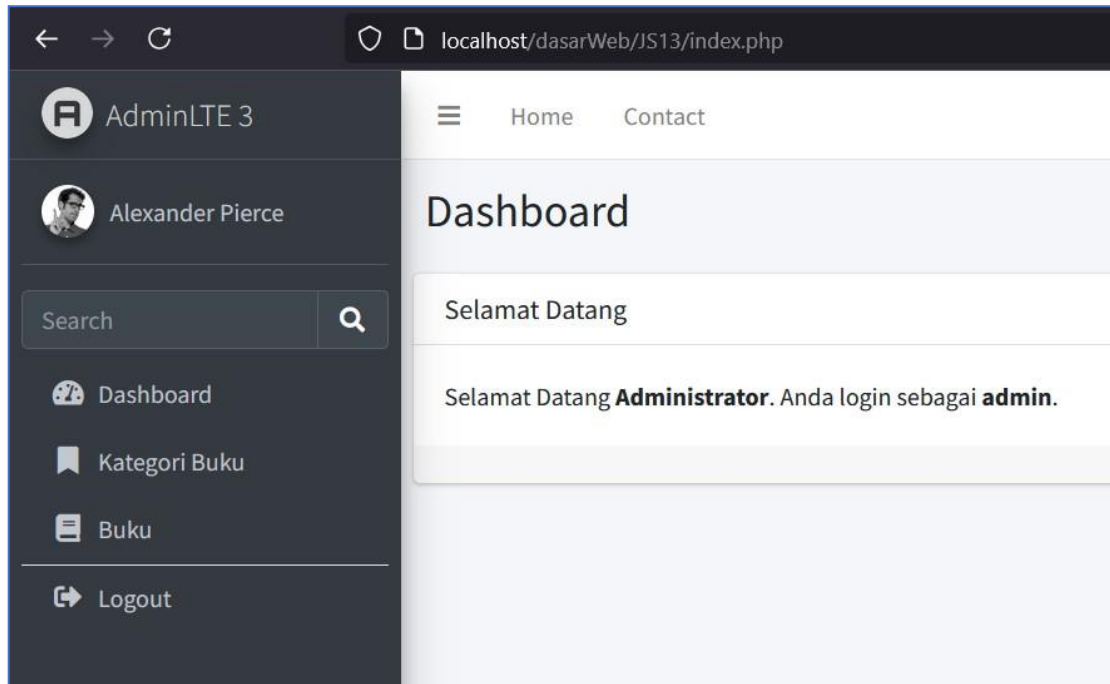 localhost/dasarWeb/JS13/index.php
AdminLTE 3
Home Contact
Alexander Pierce
Dashboard
Search
Selamat Datang
Dashboard
Selamat Datang Administrator. Anda login sebagai admin.
Kategori Buku
Buku
Logout